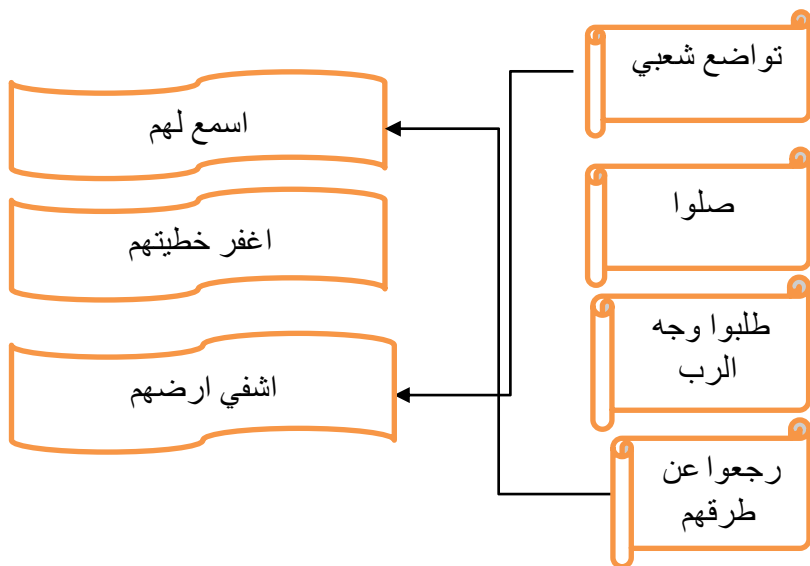 تواضع شعبي
صلوا
طلبوا وجه
الرب
رجعوا عن
طرقهم
اسمع لهم
اغفر خطيتهم
اشفي ارضهم